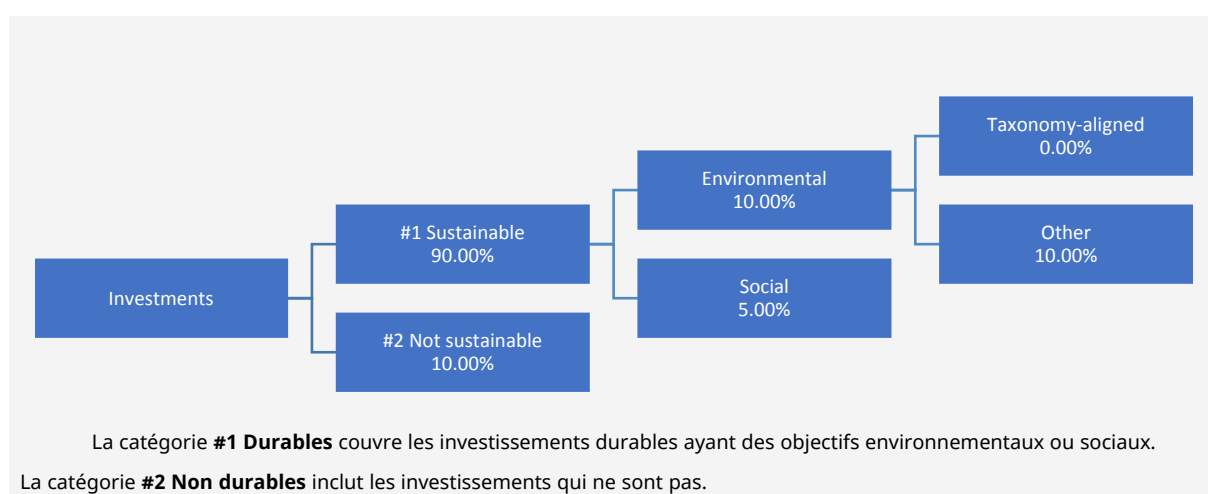 Investments
#1 Sustainable
90.00%
#2 Not sustainable
10.00%
Environmental
10.00%
Social
5.00%
Taxonomy-aligned
0.00%
Other
10.00%
La catégorie #1 Durables couvre les investissements durables ayant des objectifs environnementaux ou sociaux.
La catégorie #2 Non durables inclut les investissements qui ne sont pas.